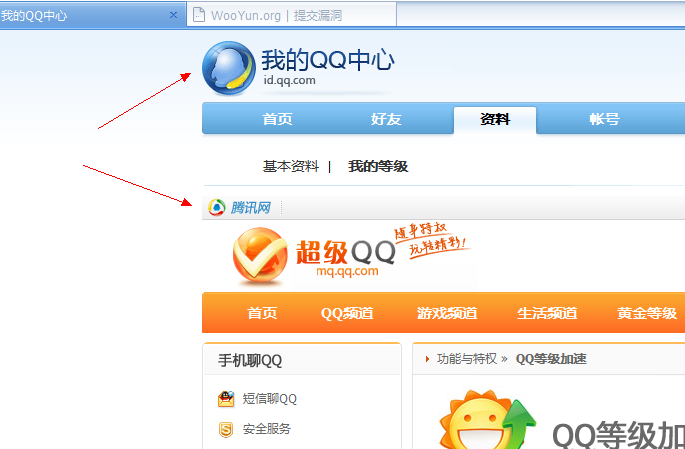 我的QQ中心 × WooYun.org | 提交漏洞
我的QQ中心
id.qq.com
首页 好友 资料 帐号
基本资料 | 我的等级
腾讯网
随身特权
玩转精彩!
超级QQ
mq.qq.com
首页 QQ频道 游戏频道 生活频道 黄金等级
手机聊QQ
功能与特权 » QQ等级加速
短信聊QQ
安全服务
QQ等级加